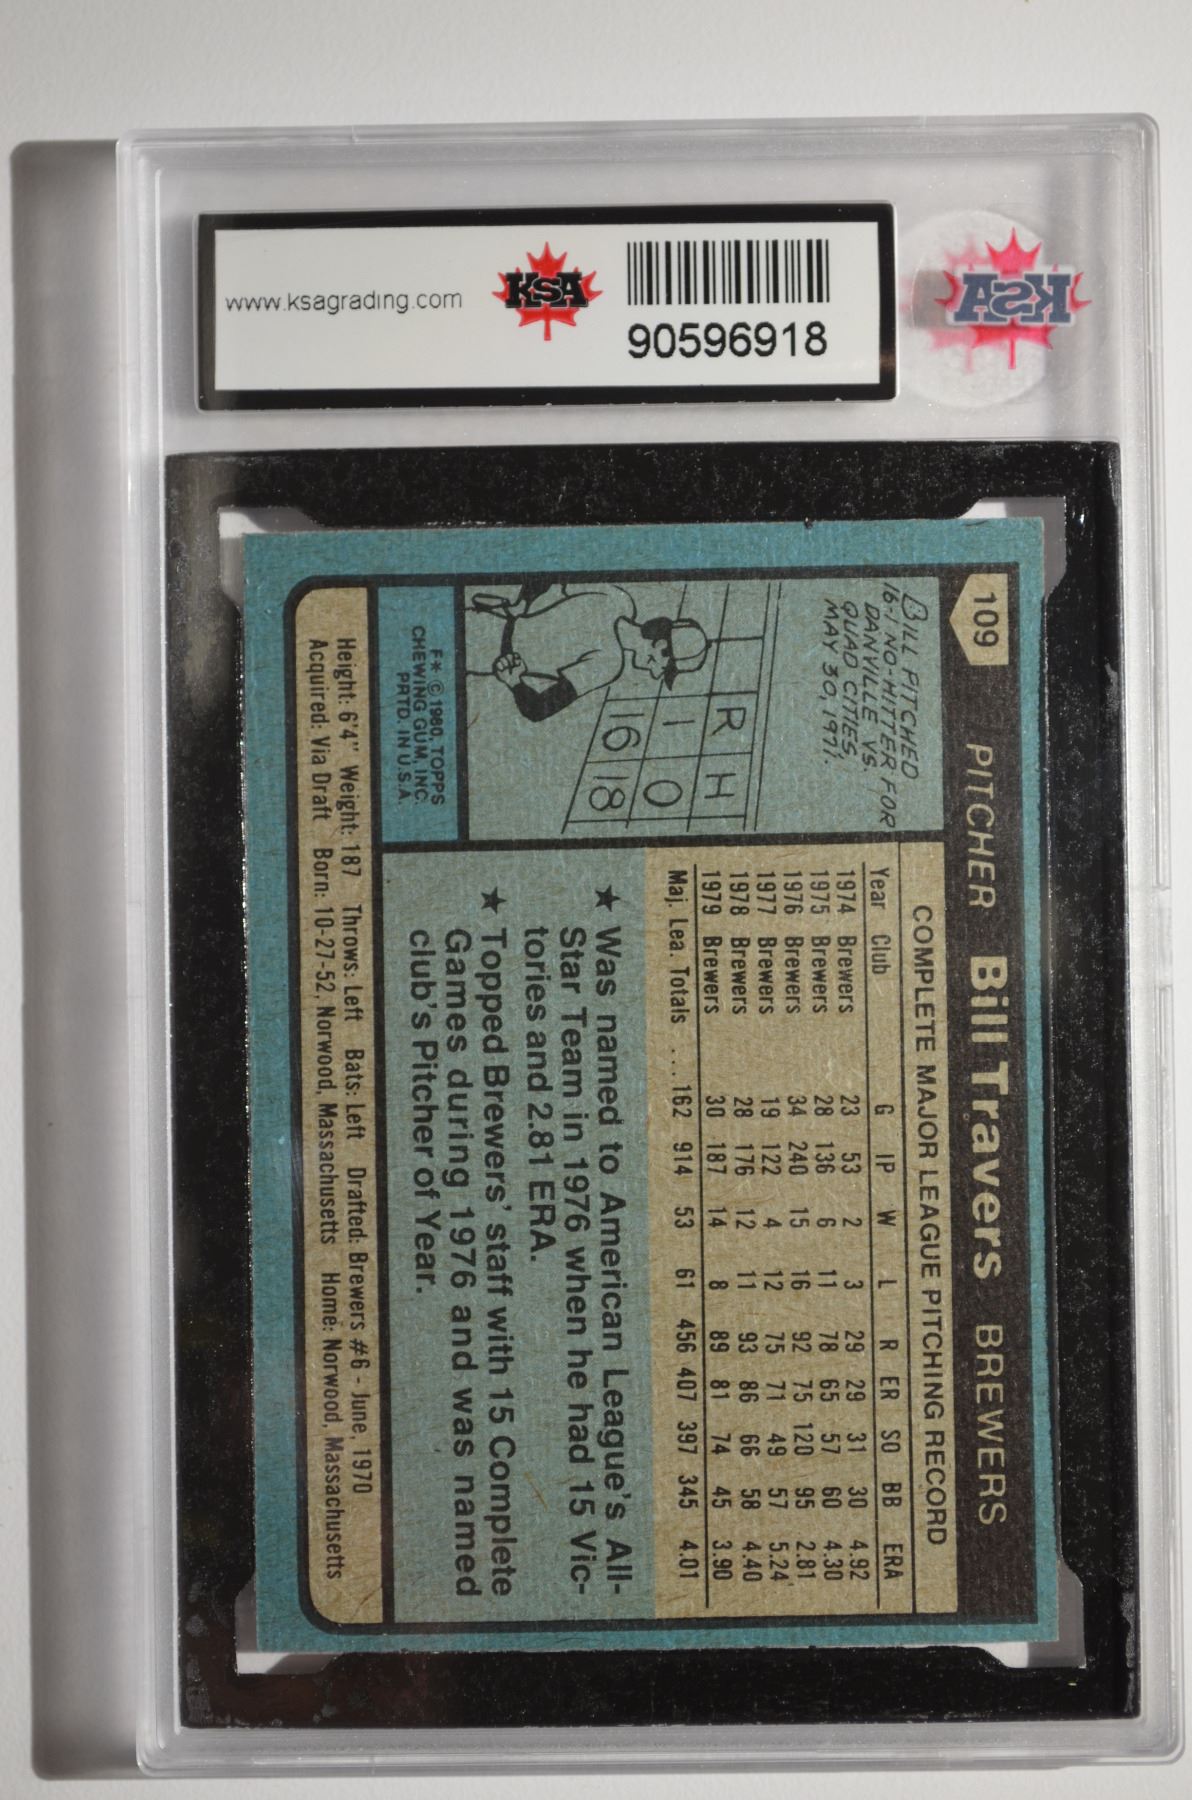 www.ksagrading.com
KSA
90596918
KSA
109
PITCHER Bill Travers BREWERS
BILL PITCHED
16-1 NO-HITTER FOR
DANVILLE VS.
QUAD CITIES,
MAY 30, 1971.
R H
1 0
16 18
F* © 1980, TOPPS
CHEWING GUM, INC.
PRTD. IN U.S.A.
COMPLETE MAJOR LEAGUE PITCHING RECORD
Year Club G IP W L R ER SO BB ERA
1974 Brewers 23 53 2 3 29 29 31 30 4.92
1975 Brewers 28 136 6 11 78 65 57 60 4.30
1976 Brewers 34 240 15 16 92 75 120 95 2.81
1977 Brewers 19 122 4 12 75 71 49 57 5.24
1978 Brewers 28 176 12 11 93 86 66 58 4.40
1979 Brewers 30 187 14 8 89 81 74 45 3.90
Maj. Lea. Totals .... 162 914 53 61 456 407 397 345 4.01
★ Was named to American League's All-
Star Team in 1976 when he had 15 Vic-
tories and 2.81 ERA.
★ Topped Brewers' staff with 15 Complete
Games during 1976 and was named
club's Pitcher of Year.
Height: 6'4" Weight: 187 Throws: Left Bats: Left Drafted: Brewers #6 - June, 1970
Acquired: Via Draft Born: 10-27-52, Norwood, Massachusetts Home: Norwood, Massachusetts